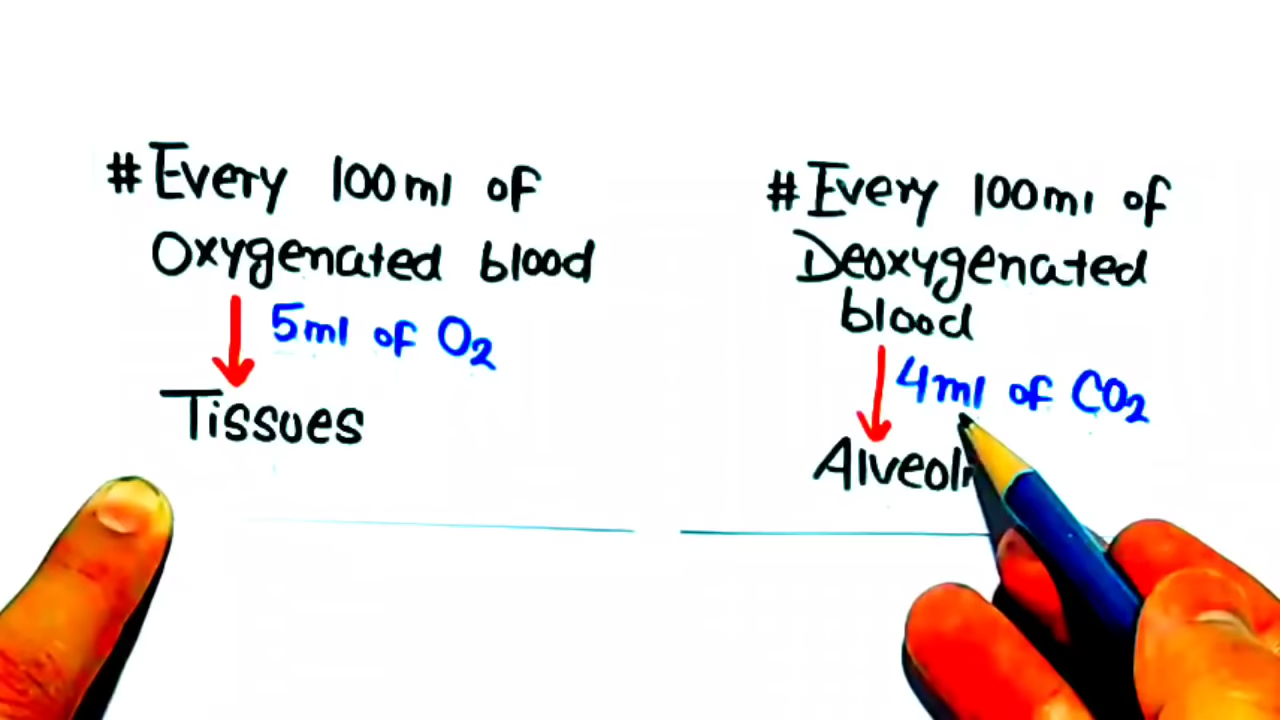 # Every 100ml of
Oxygenated blood
5ml of O₂
Tissues
# Every 100ml of
Deoxygenated
blood
4ml of CO₂
Alveoli